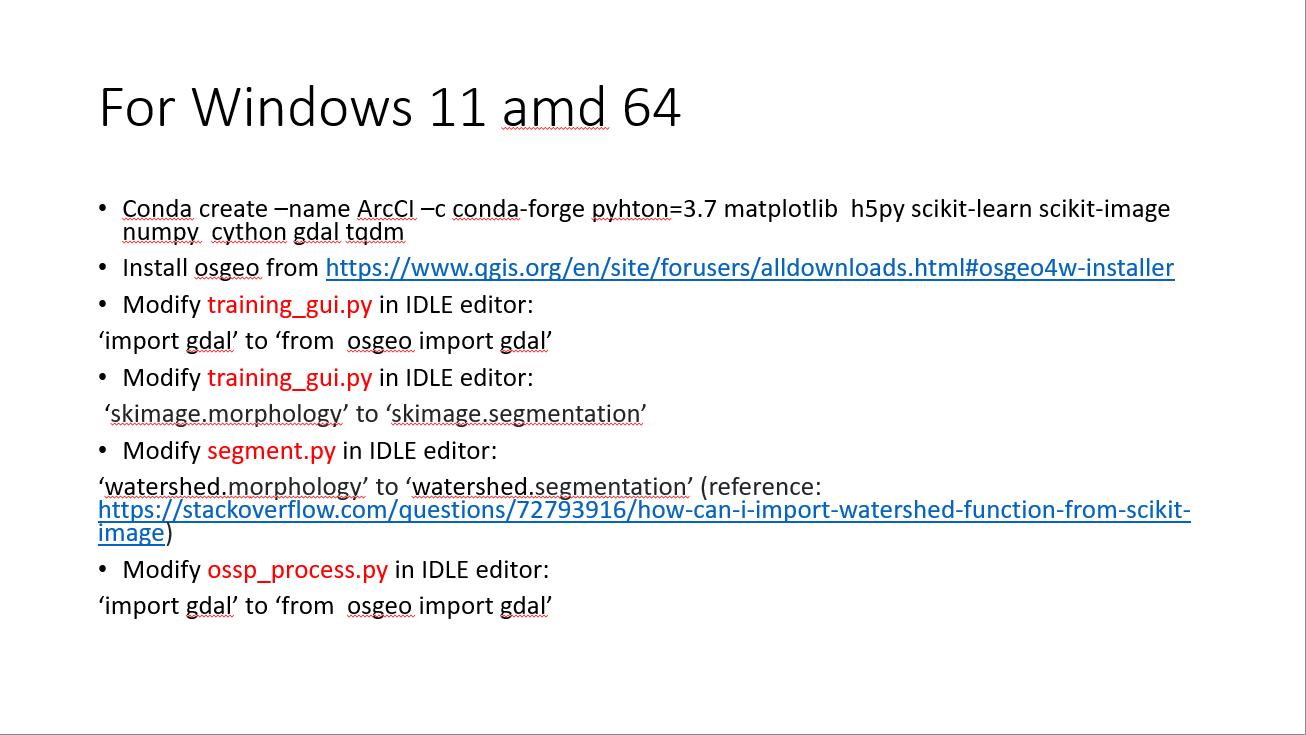 For Windows 11 amd 64
• Conda create –name ArcCI –c conda-forge pyhton=3.7 matplotlib  h5py scikit-learn scikit-image
numpy  cython gdal tqdm
• Install osgeo from https://www.qgis.org/en/site/forusers/alldownloads.html#osgeo4w-installer
• Modify training_gui.py in IDLE editor:
‘import gdal’ to ‘from  osgeo import gdal’
• Modify training_gui.py in IDLE editor:
‘skimage.morphology’ to ‘skimage.segmentation’
• Modify segment.py in IDLE editor:
‘watershed.morphology’ to ‘watershed.segmentation’ (reference:
https://stackoverflow.com/questions/72793916/how-can-i-import-watershed-function-from-scikit-
image)
• Modify ossp_process.py in IDLE editor:
‘import gdal’ to ‘from  osgeo import gdal’